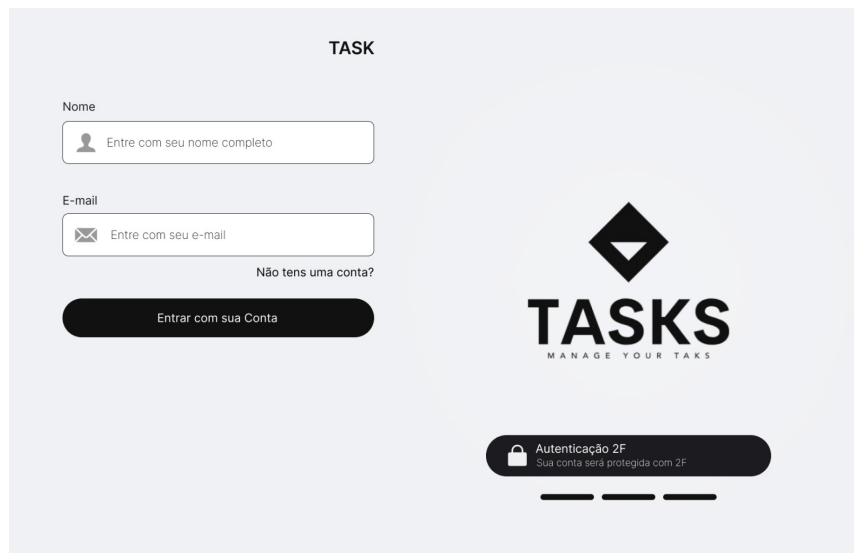 TASK
Nome
Entre com seu nome completo
E-mail
Entre com seu e-mail
Não tens uma conta?
Entrar com sua Conta
TASKS
MANAGE YOUR TAKS
Autenticação 2F
Sua conta será protegida com 2F